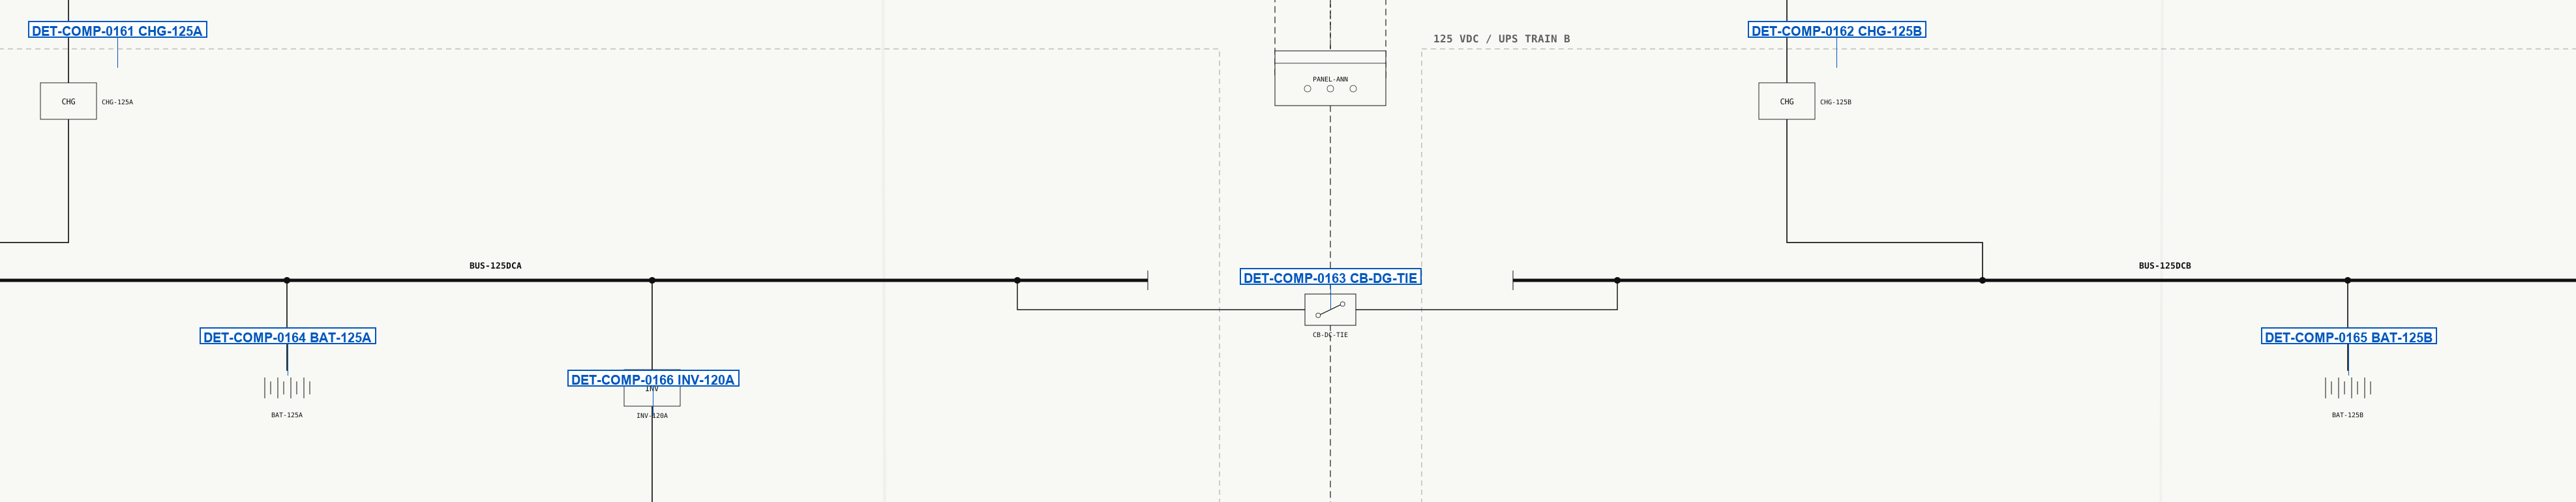 DET-COMP-0161 CHG-125A
DET-COMP-0162 CHG-125B
125 VDC / UPS TRAIN B
PANEL-ANN
CHG
CHG-125A
CHG
CHG-125B
BUS-125DCA
BUS-125DCB
DET-COMP-0163 CB-DG-TIE
CB-DC-TIE
DET-COMP-0164 BAT-125A
DET-COMP-0165 BAT-125B
DET-COMP-0166 INV-120A
INV
BAT-125A
INV-120A
BAT-125B